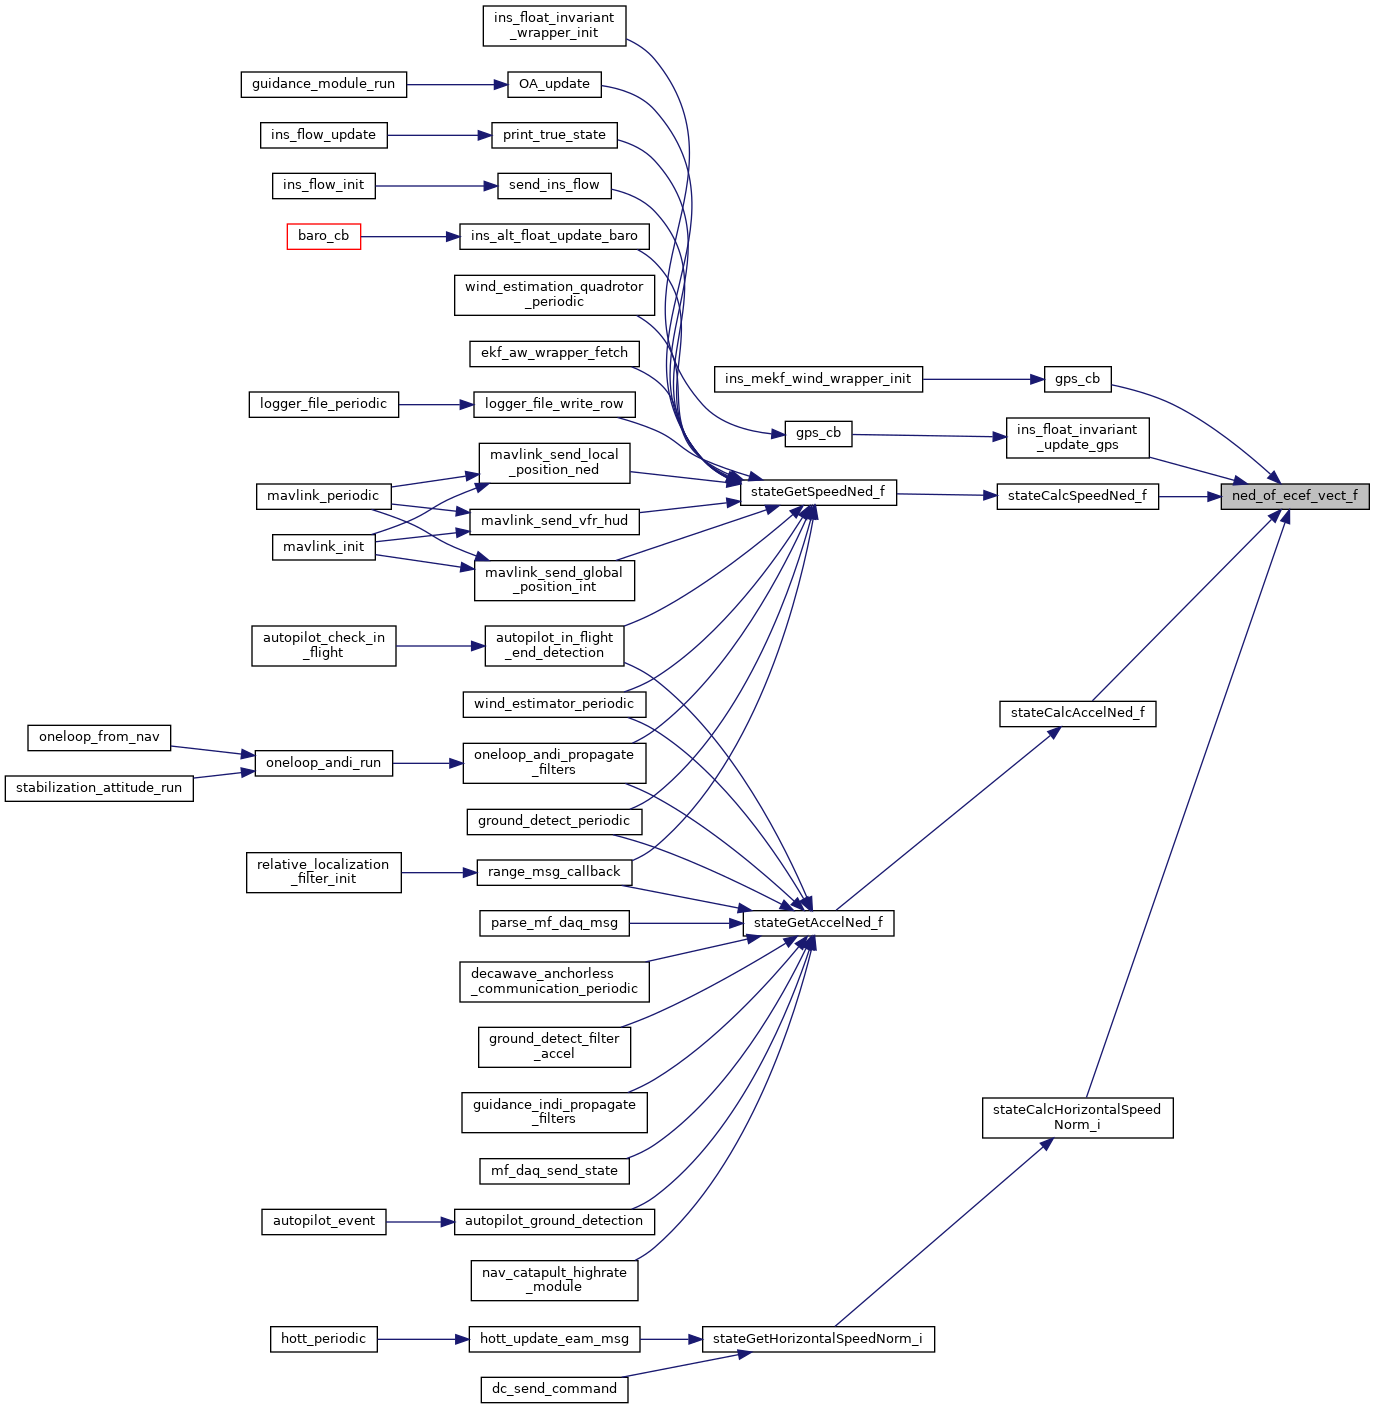 ins_float_invariant
_wrapper_init
guidance_module_run
OA_update
ins_flow_update
print_true_state
ins_flow_init
send_ins_flow
baro_cb
ins_alt_float_update_baro
wind_estimation_quadrotor
_periodic
ekf_aw_wrapper_fetch
ins_mekf_wind_wrapper_init
gps_cb
logger_file_periodic
logger_file_write_row
gps_cb
ins_float_invariant
_update_gps
mavlink_send_local
_position_ned
mavlink_periodic
stateGetSpeedNed_f
stateCalcSpeedNed_f
ned_of_ecef_vect_f
mavlink_send_vfr_hud
mavlink_init
mavlink_send_global
_position_int
autopilot_check_in
_flight
autopilot_in_flight
_end_detection
wind_estimator_periodic
stateCalcAccelNed_f
oneloop_from_nav
oneloop_andi_run
oneloop_andi_propagate
_filters
stabilization_attitude_run
ground_detect_periodic
relative_localization
_filter_init
range_msg_callback
parse_mf_daq_msg
stateGetAccelNed_f
decawave_anchorless
_communication_periodic
ground_detect_filter
_accel
guidance_indi_propagate
_filters
stateCalcHorizontalSpeed
Norm_i
mf_daq_send_state
autopilot_event
autopilot_ground_detection
nav_catapult_highrate
_module
hott_periodic
hott_update_eam_msg
stateGetHorizontalSpeedNorm_i
dc_send_command